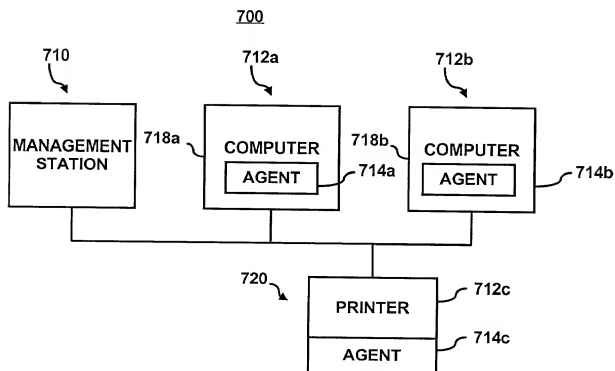 700
710
712a
712b
MANAGEMENT
STATION
718a
COMPUTER
AGENT
714a
718b
COMPUTER
AGENT
714b
720
PRINTER
712c
AGENT
714c